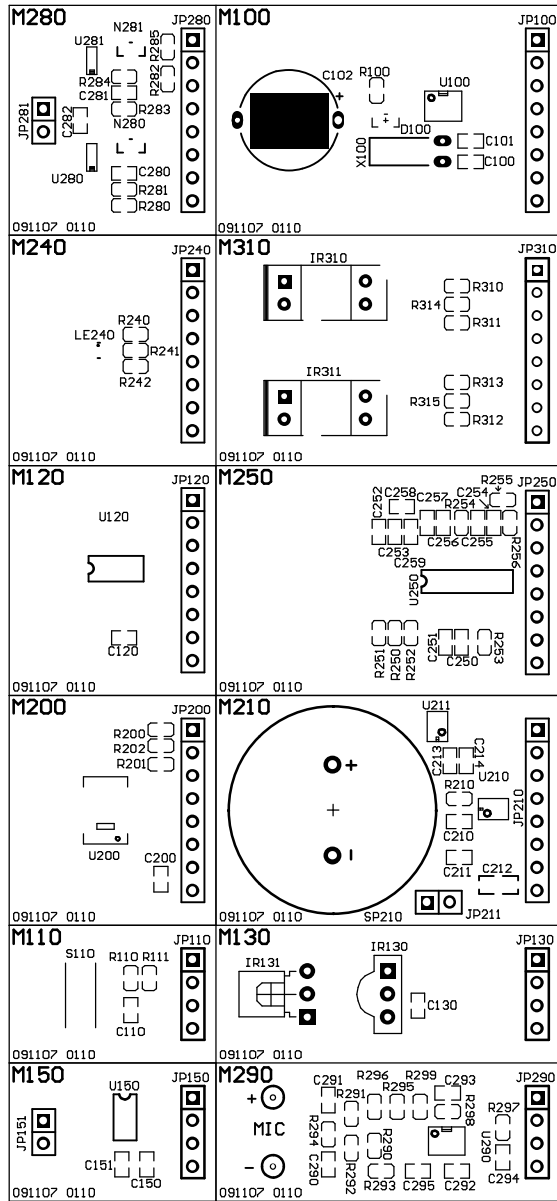 M280
N281
JP280
U281
R285
R284
C281
R282
R283
JP281
C282
N280
U280
C280
R281
R280
091107 0110
M100
JP100
C102
+
R100
U100
D100
X100
C101
C100
091107 0110
M240
JP240
LE240
R240
R241
R242
091107 0110
M310
IR310
JP310
R310
R314
R311
IR311
R313
R315
R312
091107 0110
M120
JP120
U120
C120
091107 0110
M250
JP250
R255
C252
C258
C257
C254
R254
C253
C256
C255
R256
C259
U250
R251
R250
R252
C251
C250
R253
091107 0110
M200
JP200
R200
R202
R201
U200
C200
091107 0110
M210
U211
C213
C214
U210
R210
JP210
C210
C211
C212
+
-
SP210
JP211
091107 0110
M110
S110
JP110
R110
R111
C110
091107 0110
M130
IR131
IR130
JP130
C130
091107 0110
M150
U150
JP150
JP151
C151
C150
091107 0110
M290
C291
R296
R299
C293
JP290
+
R291
R295
R298
R297
MIC
R294
R290
U290
-
C290
R292
R293
C295
C292
C294
091107 0110